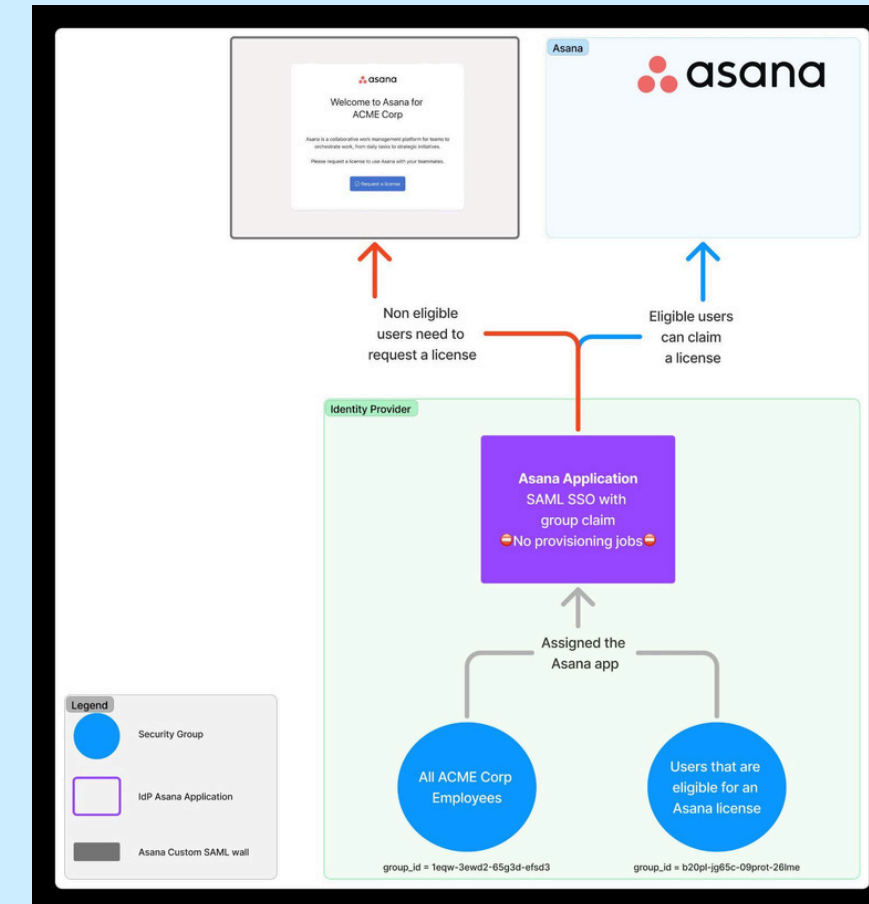 asana
Welcome to Asana for
ACME Corp
Asana is a collaborative work management platform for teams to
orchestrate work, from daily tasks to strategic initiatives.
Please request a license to use Asana with your teammates.
Request a license
Asana
asana
Non eligible
users need to
request a license
Eligible users
can claim
a license
Identity Provider
Asana Application
SAML SSO with
group claim
⛔No provisioning jobs⛔
Assigned the
Asana app
All ACME Corp
Employees
group_id = 1eqw-3ewd2-65g3d-efsd3
Users that are
eligible for an
Asana license
group_id = b20pl-jg65c-09prot-26lme
Legend
Security Group
IdP Asana Application
Asana Custom SAML wall